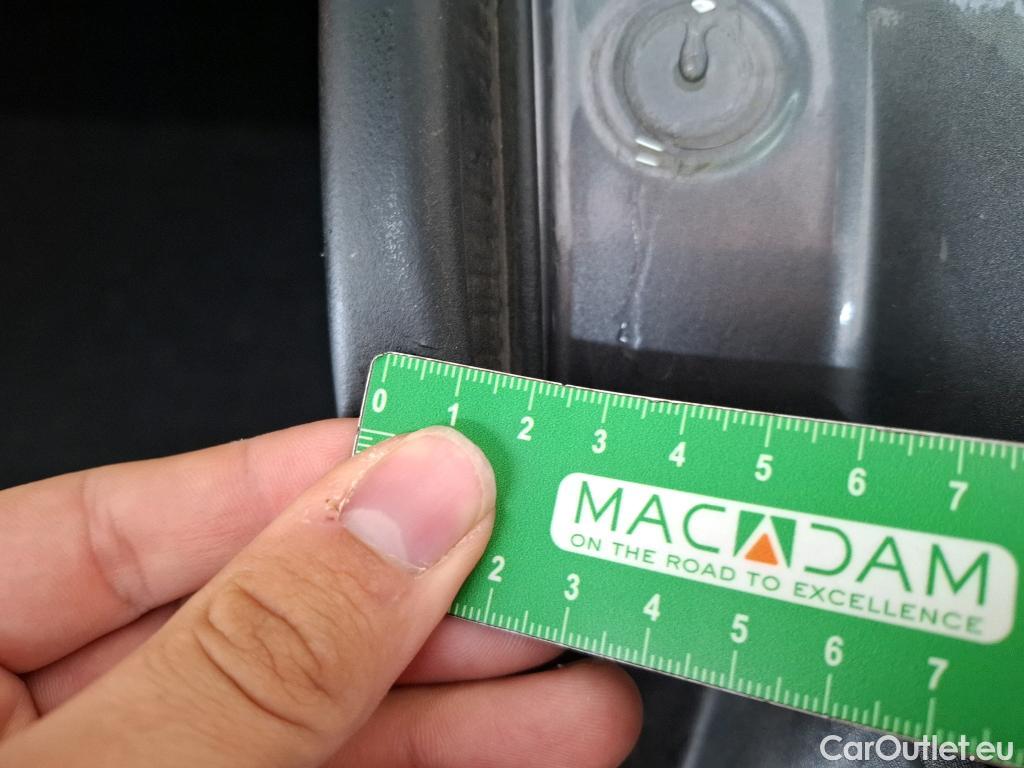 0 1 2 3 4 5 6 7
MACADAM
ON THE ROAD TO EXCELLENCE
2 3 4 5 6 7
CarOutlet.eu